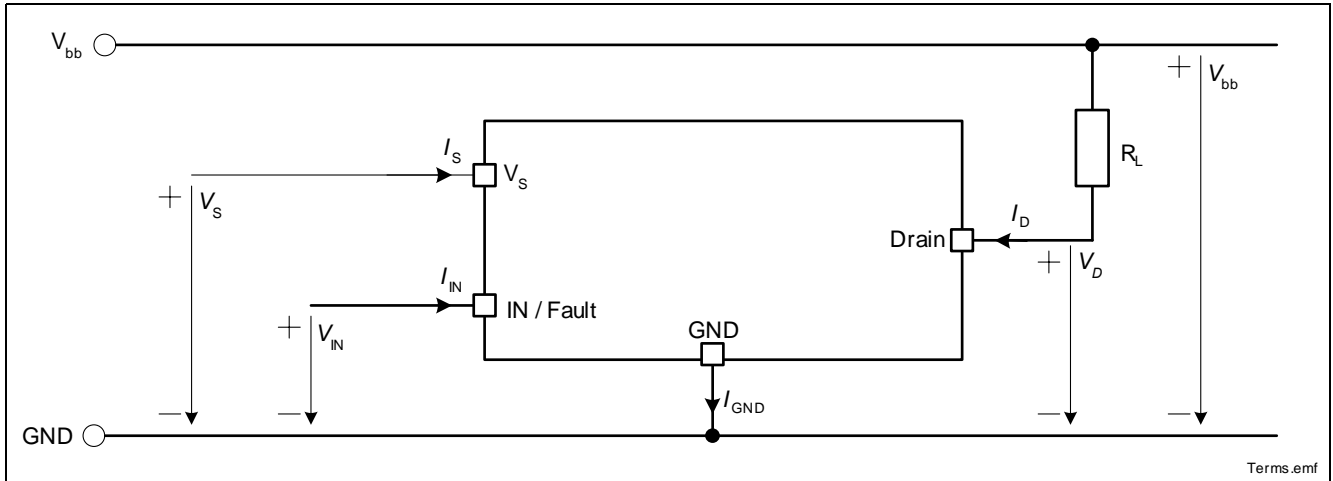 Vbb
+
Vbb
IS
VS
+
VS
RL
ID
Drain
+
VD
IIN
IN / Fault
+
VIN
GND
IGND
—
—
—
—
GND
Terms.emf